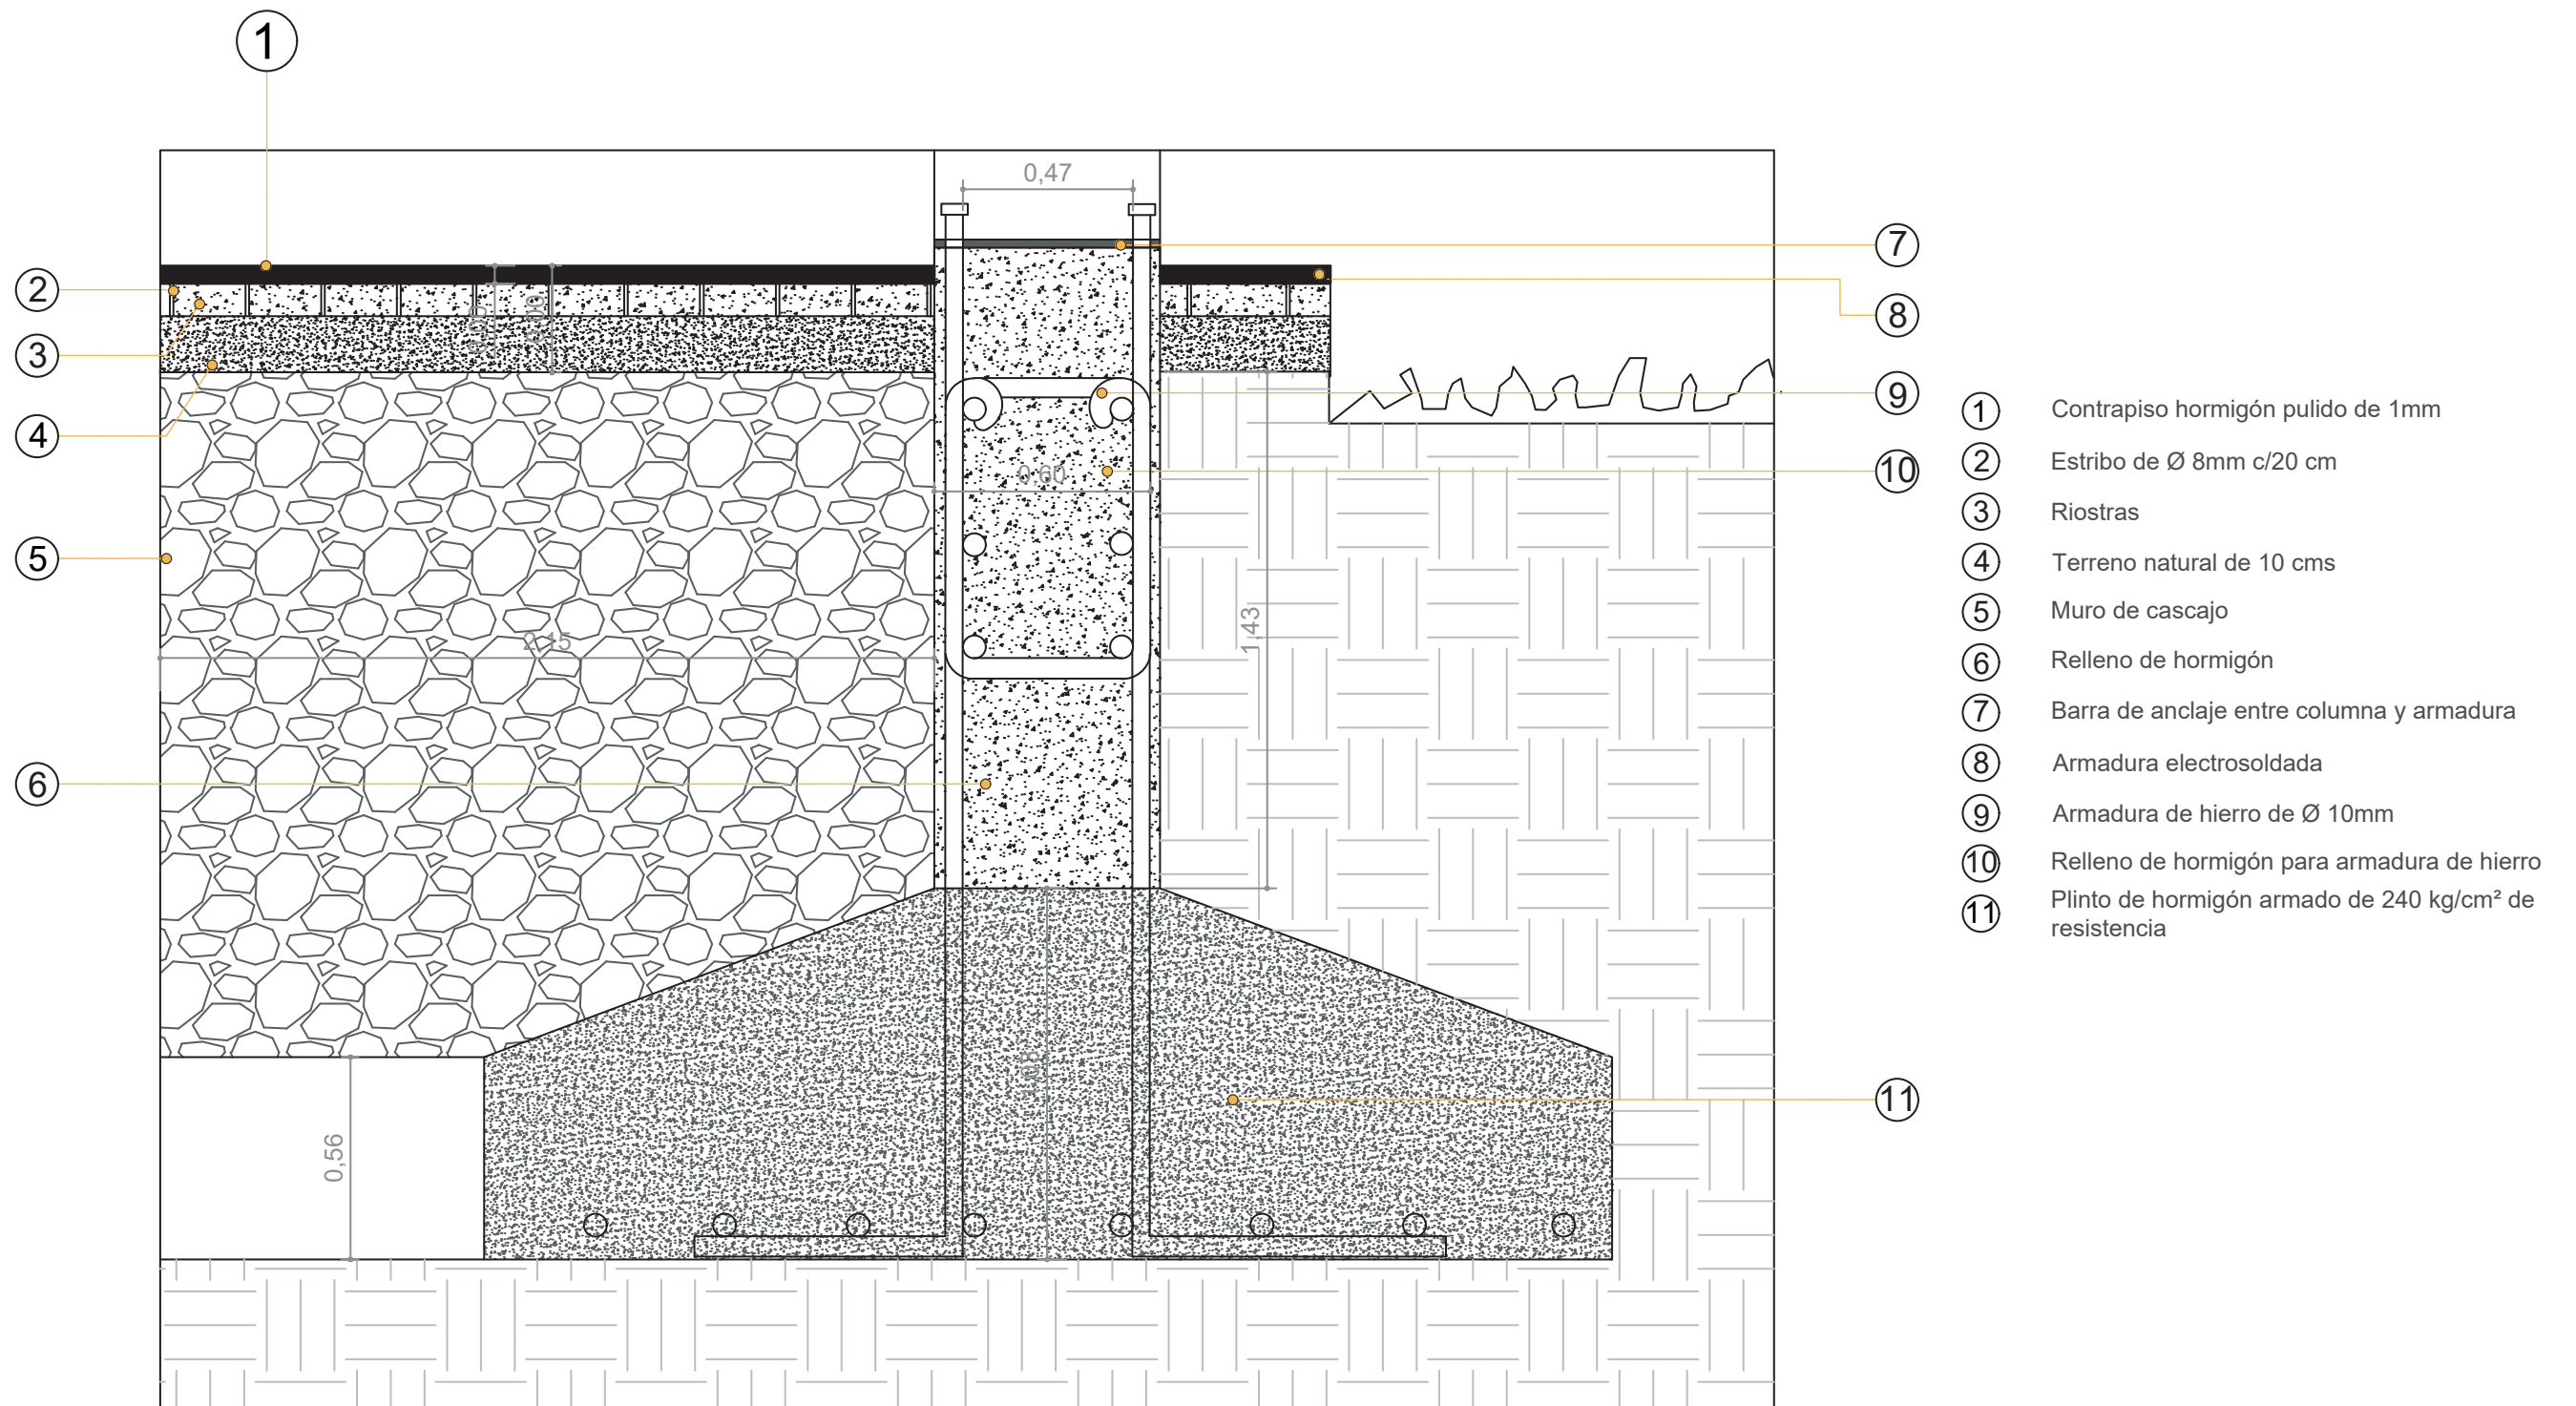 1
0,47
7
2
8
3
9
4
10
0,60
5
2,15
1,43
6
11
0,56
1 Contrapiso hormigón pulido de 1mm
2 Estribo de Ø 8mm c/20 cm
3 Riostras
4 Terreno natural de 10 cms
5 Muro de cascajo
6 Relleno de hormigón
7 Barra de anclaje entre columna y armadura
8 Armadura electrosoldada
9 Armadura de hierro de Ø 10mm
10 Relleno de hormigón para armadura de hierro
11 Plinto de hormigón armado de 240 kg/cm² de
resistencia